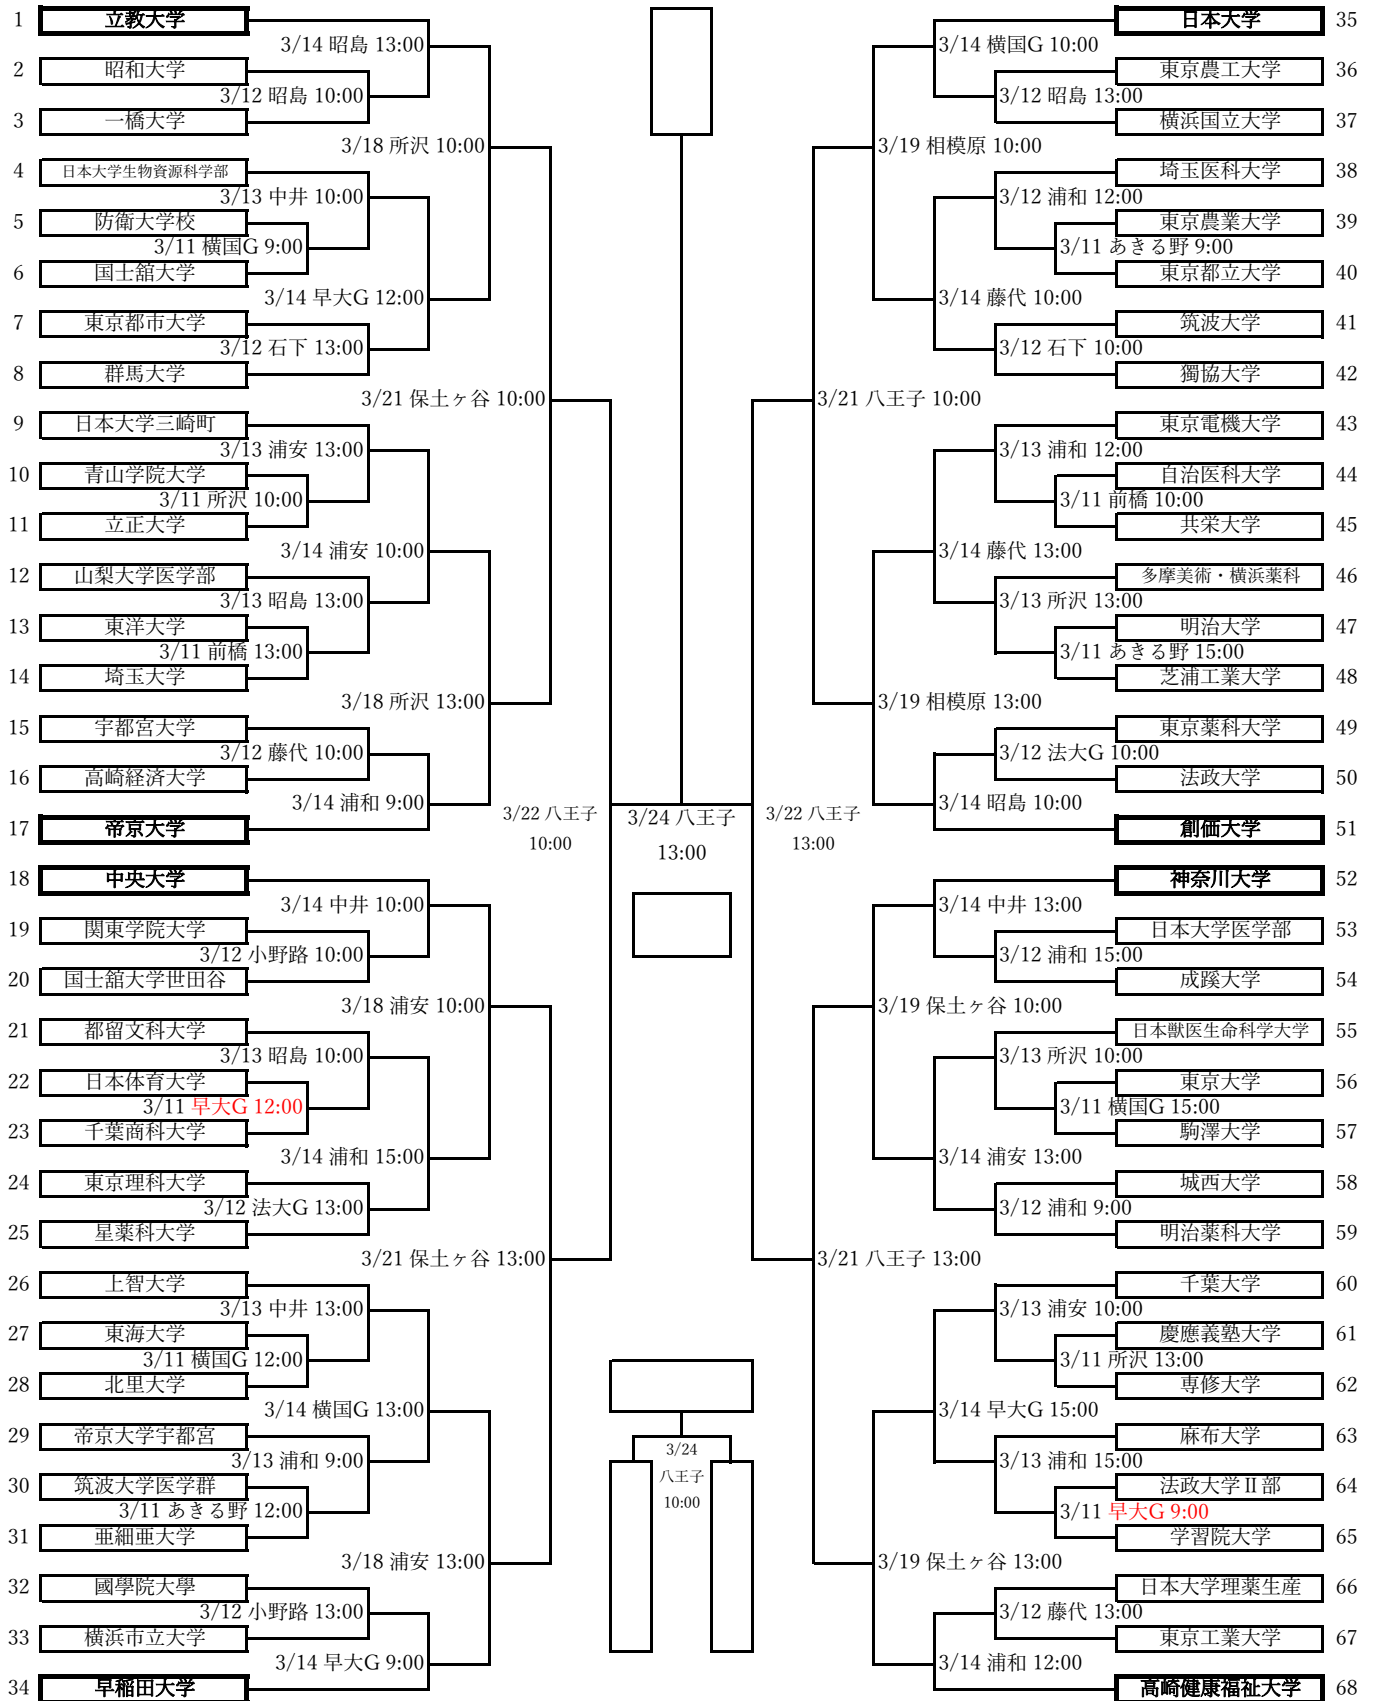 1 立教大学
3/14 昭島 13:00
2 昭和大学
3/12 昭島 10:00
3 一橋大学
3/18 所沢 10:00
4 日本大学生物資源科学部
3/13 中井 10:00
5 防衛大学校
3/11 横国G 9:00
6 国士舘大学
3/14 早大G 12:00
7 東京都市大学
3/12 石下 13:00
8 群馬大学
3/21 保土ヶ谷 10:00
9 日本大学三崎町
3/13 浦安 13:00
10 青山学院大学
3/11 所沢 10:00
11 立正大学
3/14 浦安 10:00
12 山梨大学医学部
3/13 昭島 13:00
13 東洋大学
3/11 前橋 13:00
14 埼玉大学
3/18 所沢 13:00
15 宇都宮大学
3/12 藤代 10:00
16 高崎経済大学
3/14 浦和 9:00
17 帝京大学
3/22 八王子
10:00
18 中央大学
3/14 中井 10:00
19 関東学院大学
3/12 小野路 10:00
20 国士舘大学世田谷
3/18 浦安 10:00
21 都留文科大学
3/13 昭島 10:00
22 日本体育大学
3/11 早大G 12:00
23 千葉商科大学
3/14 浦和 15:00
24 東京理科大学
3/12 法大G 13:00
25 星薬科大学
3/21 保土ヶ谷 13:00
26 上智大学
3/13 中井 13:00
27 東海大学
3/11 横国G 12:00
28 北里大学
3/14 横国G 13:00
29 帝京大学宇都宮
3/13 浦和 9:00
30 筑波大学医学群
3/11 あきる野 12:00
31 亜細亜大学
3/18 浦安 13:00
32 國學院大學
3/12 小野路 13:00
33 横浜市立大学
3/14 早大G 9:00
34 早稲田大学
3/24 八王子
13:00
3/24
八王子
10:00
日本大学 35
3/14 横国G 10:00
東京農工大学 36
3/12 昭島 13:00
横浜国立大学 37
3/19 相模原 10:00
埼玉医科大学 38
3/12 浦和 12:00
東京農業大学 39
3/11 あきる野 9:00
東京都立大学 40
3/14 藤代 10:00
筑波大学 41
3/12 石下 10:00
獨協大学 42
3/21 八王子 10:00
東京電機大学 43
3/13 浦和 12:00
自治医科大学 44
3/11 前橋 10:00
共栄大学 45
3/14 藤代 13:00
多摩美術・横浜薬科 46
3/13 所沢 13:00
明治大学 47
3/11 あきる野 15:00
芝浦工業大学 48
3/19 相模原 13:00
東京薬科大学 49
3/12 法大G 10:00
法政大学 50
3/14 昭島 10:00
創価大学 51
3/22 八王子
13:00
神奈川大学 52
3/14 中井 13:00
日本大学医学部 53
3/12 浦和 15:00
成蹊大学 54
3/19 保土ヶ谷 10:00
日本獣医生命科学大学 55
3/13 所沢 10:00
東京大学 56
3/11 横国G 15:00
駒澤大学 57
3/14 浦安 13:00
城西大学 58
3/12 浦和 9:00
明治薬科大学 59
3/21 八王子 13:00
千葉大学 60
3/13 浦安 10:00
慶應義塾大学 61
3/11 所沢 13:00
専修大学 62
3/14 早大G 15:00
麻布大学 63
3/13 浦和 15:00
法政大学Ⅱ部 64
3/11 早大G 9:00
学習院大学 65
3/19 保土ヶ谷 13:00
日本大学理薬生産 66
3/12 藤代 13:00
東京工業大学 67
3/14 浦和 12:00
高崎健康福祉大学 68